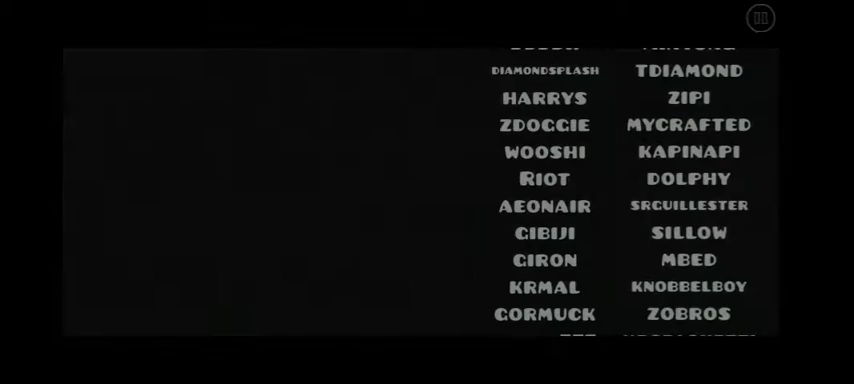 DIAMONDSPLASH TDIAMOND
HARRYS ZIPI
ZDOGGIE MYCRAFTED
WOOSHI KAPINAPI
RIOT DOLPHY
AEONAIR SRGUILLESTER
GIBIJI SILLOW
GIRON MBED
KRMAL KNOBBELBOY
GORMUCK ZOBROS